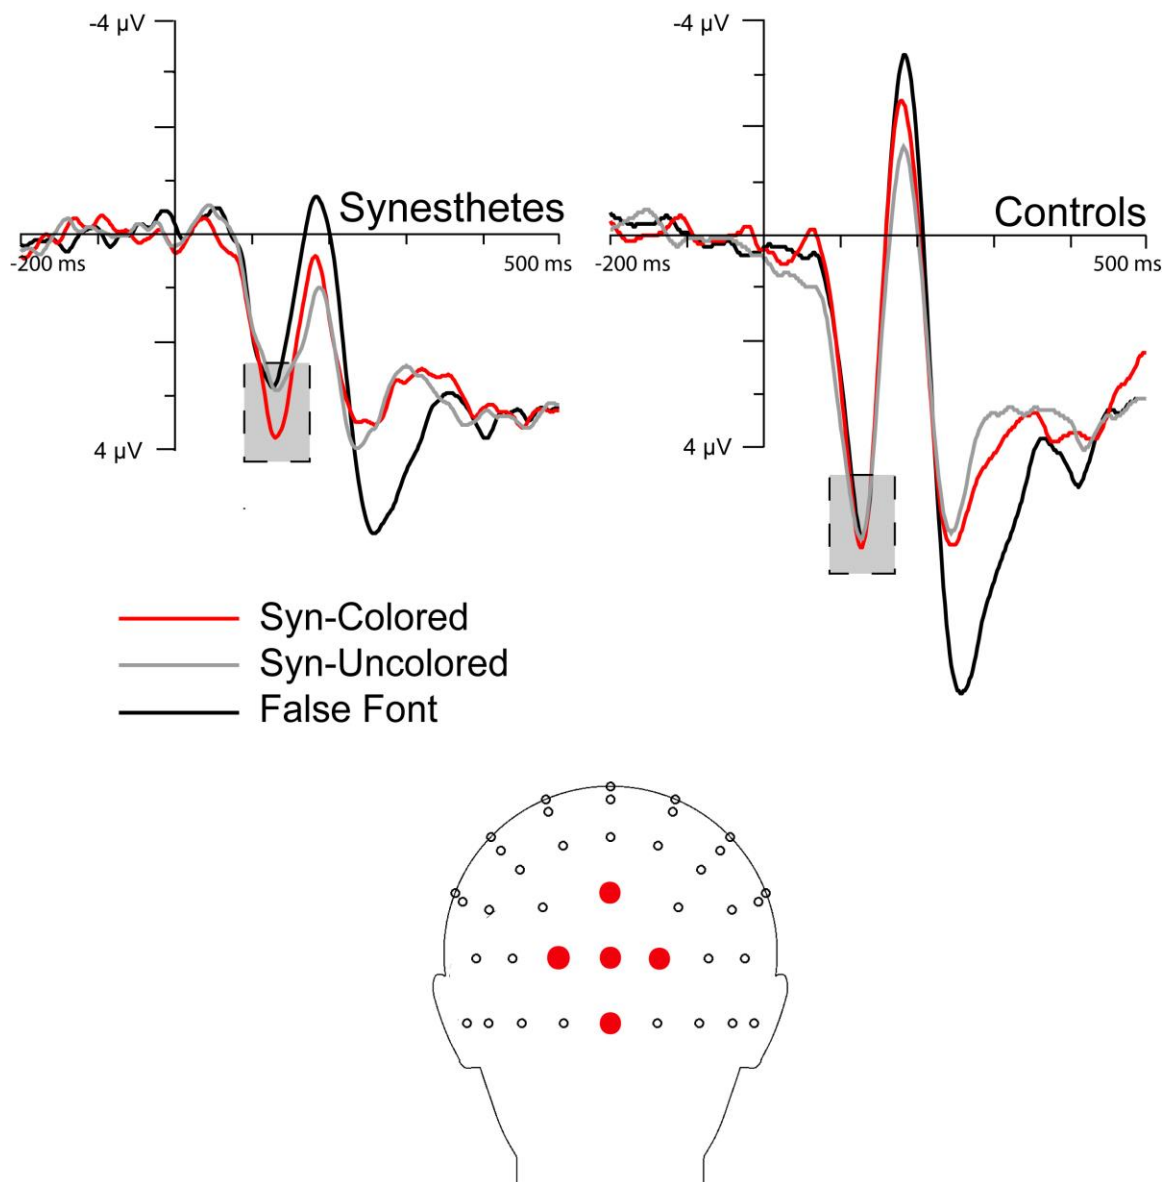 -4 µV
Synesthetes
-200 ms
500 ms
4 µV
-4 µV
Controls
-200 ms
500 ms
4 µV
Syn-Colored
Syn-Uncolored
False Font